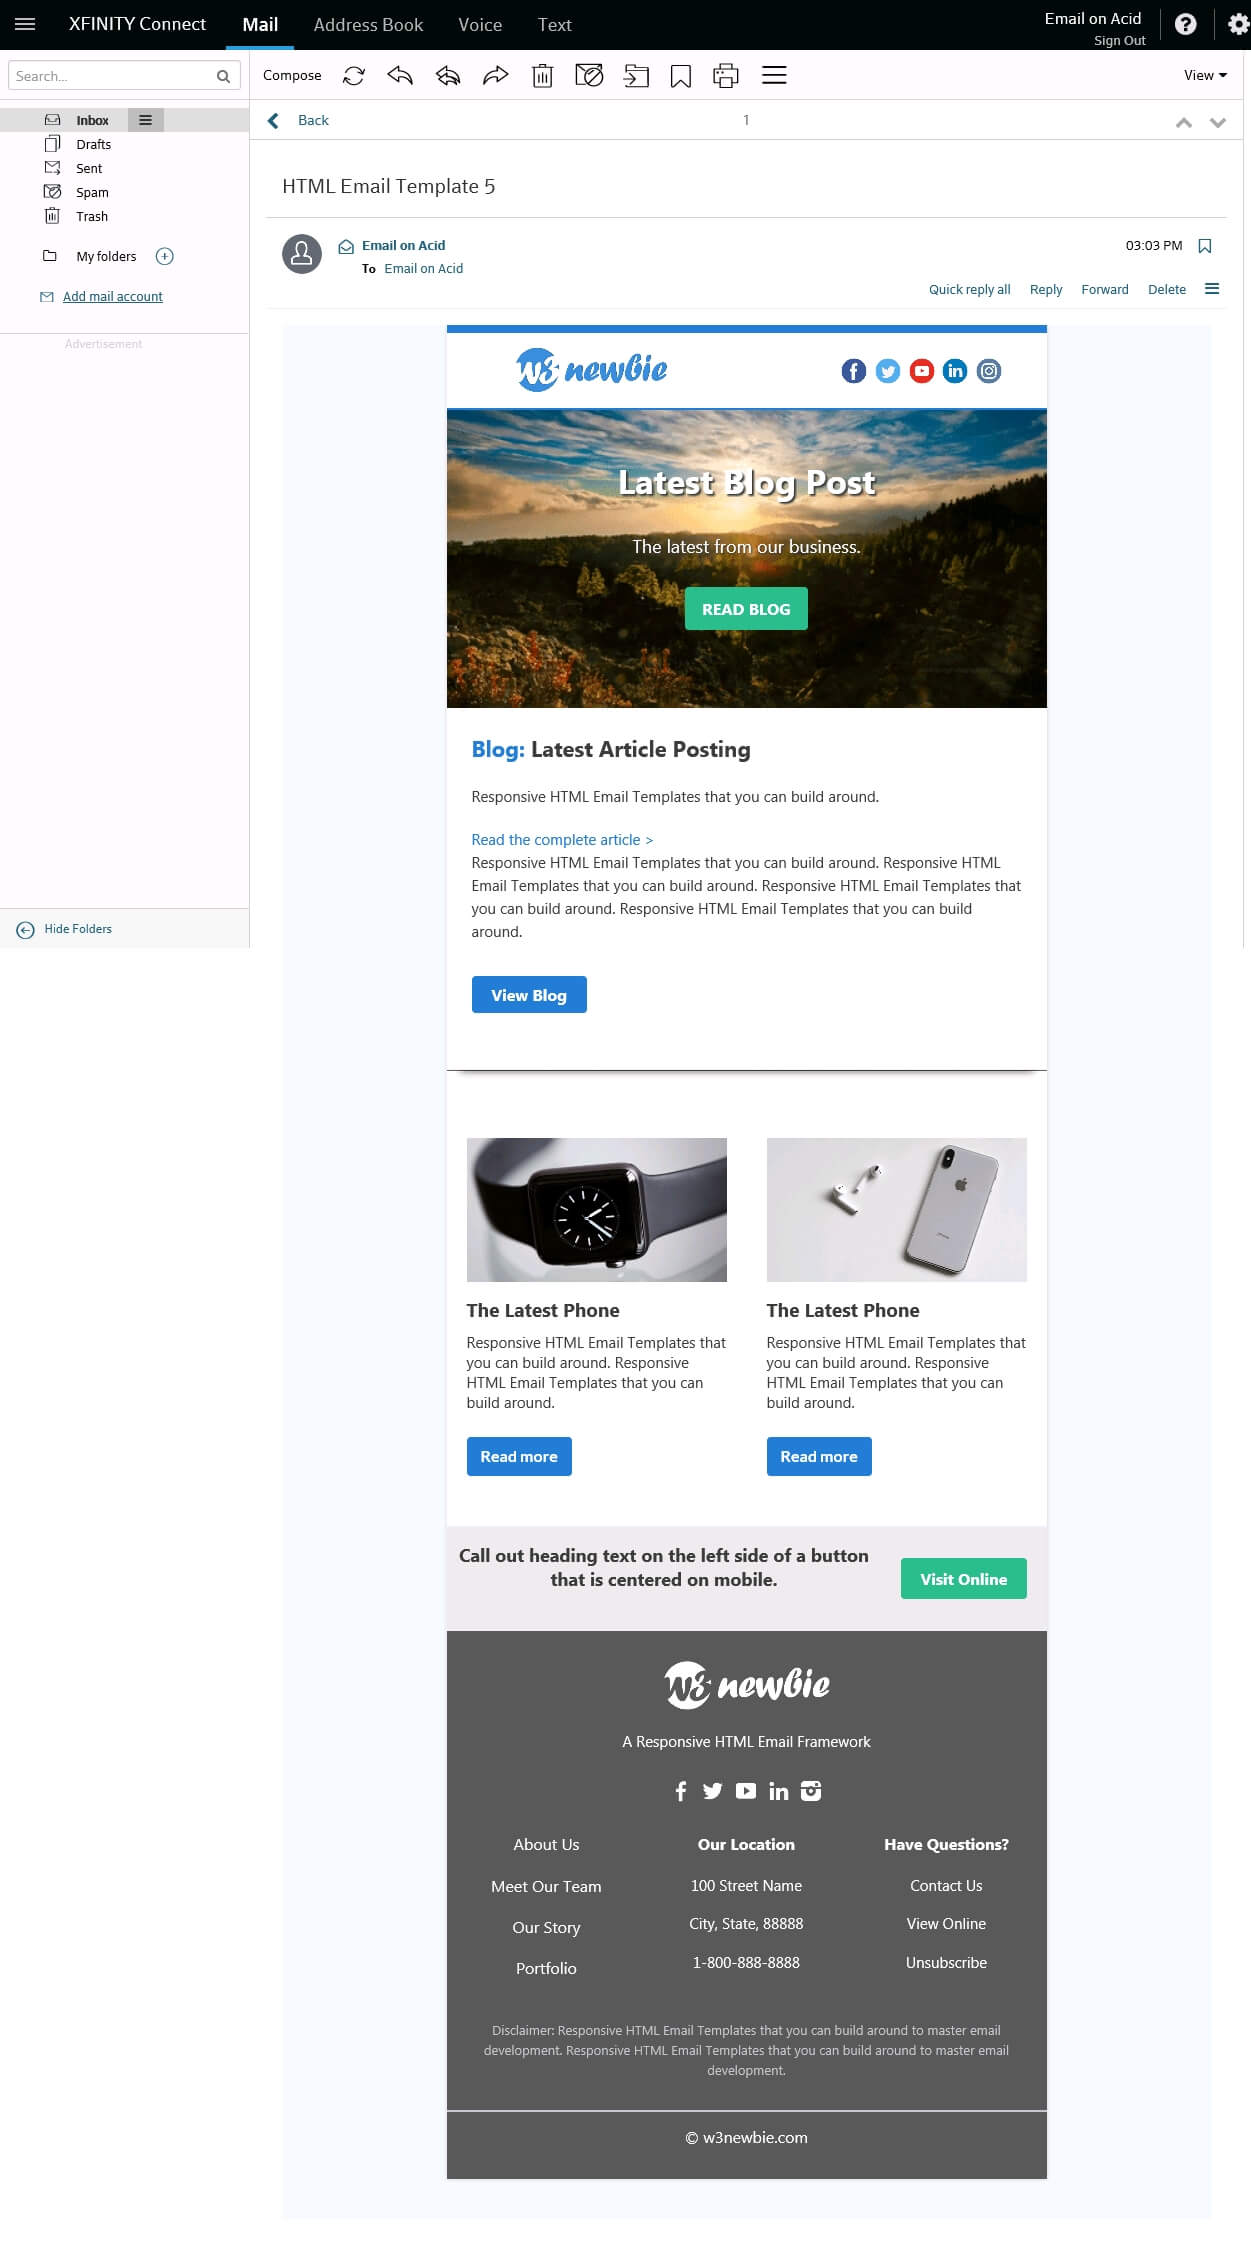 XFINITY Connect Mail Address Book Voice Text
Email on Acid
Sign Out
Search...
Compose
View
Inbox
Drafts
Sent
Spam
Trash
My folders
Add mail account
Advertisement
Hide Folders
Back 1
HTML Email Template 5
Email on Acid 03:03 PM
To Email on Acid
Quick reply all Reply Forward Delete
W3 newbie
Latest Blog Post
The latest from our business.
READ BLOG
Blog: Latest Article Posting
Responsive HTML Email Templates that you can build around.
Read the complete article >
Responsive HTML Email Templates that you can build around. Responsive HTML
Email Templates that you can build around. Responsive HTML Email Templates that
you can build around. Responsive HTML Email Templates that you can build
around.
View Blog
The Latest Phone
Responsive HTML Email Templates that
you can build around. Responsive
HTML Email Templates that you can
build around.
Read more
The Latest Phone
Responsive HTML Email Templates that
you can build around. Responsive
HTML Email Templates that you can
build around.
Read more
Call out heading text on the left side of a button
that is centered on mobile.
Visit Online
W3 newbie
A Responsive HTML Email Framework
About Us
Meet Our Team
Our Story
Portfolio
Our Location
100 Street Name
City, State, 88888
1-800-888-8888
Have Questions?
Contact Us
View Online
Unsubscribe
Disclaimer: Responsive HTML Email Templates that you can build around to master email
development. Responsive HTML Email Templates that you can build around to master email
development.
© w3newbie.com